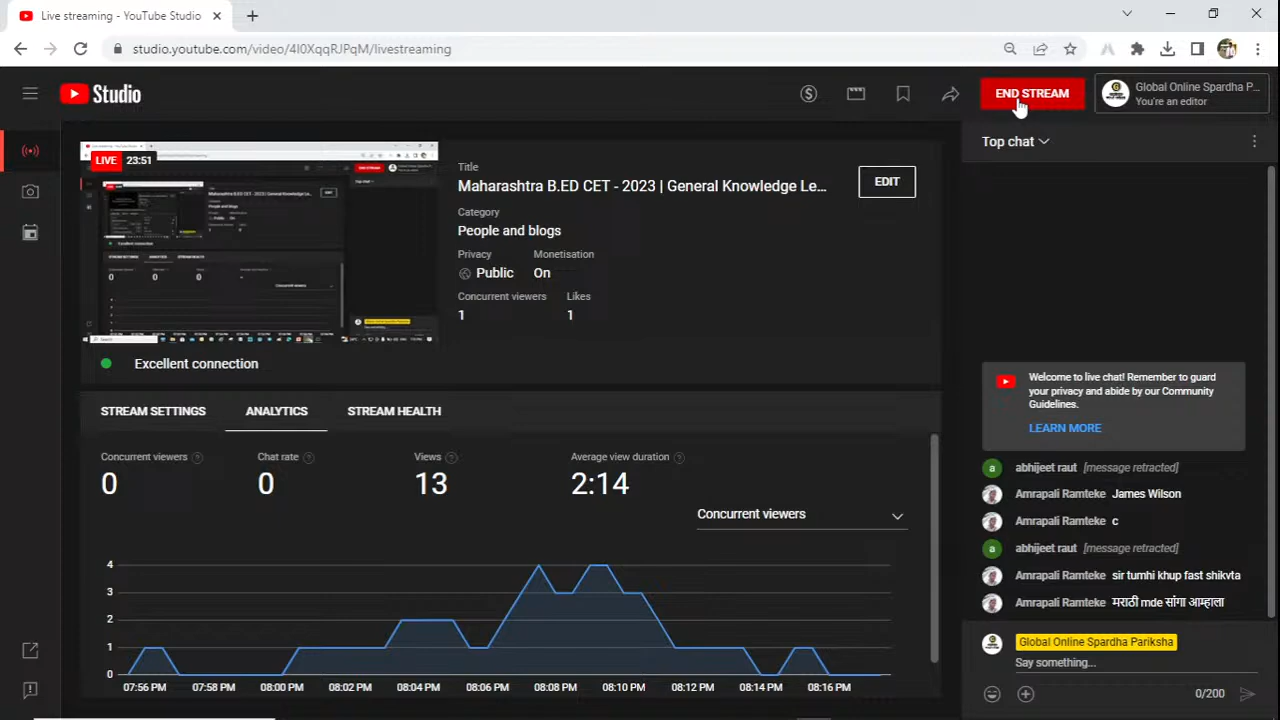 Live streaming - YouTube Studio
studio.youtube.com/video/4I0XqqRJPqM/livestreaming
Studio
END STREAM
Global Online Spardha P...
You're an editor
Top chat
LIVE 23:51
Title
Maharashtra B.ED CET - 2023 | General Knowledge Le...
EDIT
Category
People and blogs
Privacy Monetisation
Public On
Concurrent viewers Likes
1 1
Excellent connection
STREAM SETTINGS ANALYTICS STREAM HEALTH
Concurrent viewers Chat rate Views Average view duration
0 0 13 2:14
Concurrent viewers
4
3
2
1
0
07:56 PM 07:58 PM 08:00 PM 08:02 PM 08:04 PM 08:06 PM 08:08 PM 08:10 PM 08:12 PM 08:14 PM 08:16 PM
Welcome to live chat! Remember to guard
your privacy and abide by our Community
Guidelines.
LEARN MORE
a abhijeet raut [message retracted]
Amrapali Ramteke James Wilson
Amrapali Ramteke c
a abhijeet raut [message retracted]
Amrapali Ramteke sir tumhi khup fast shikvta
Amrapali Ramteke मराठी mde सांगा आम्हाला
Global Online Spardha Pariksha
Say something...
0/200